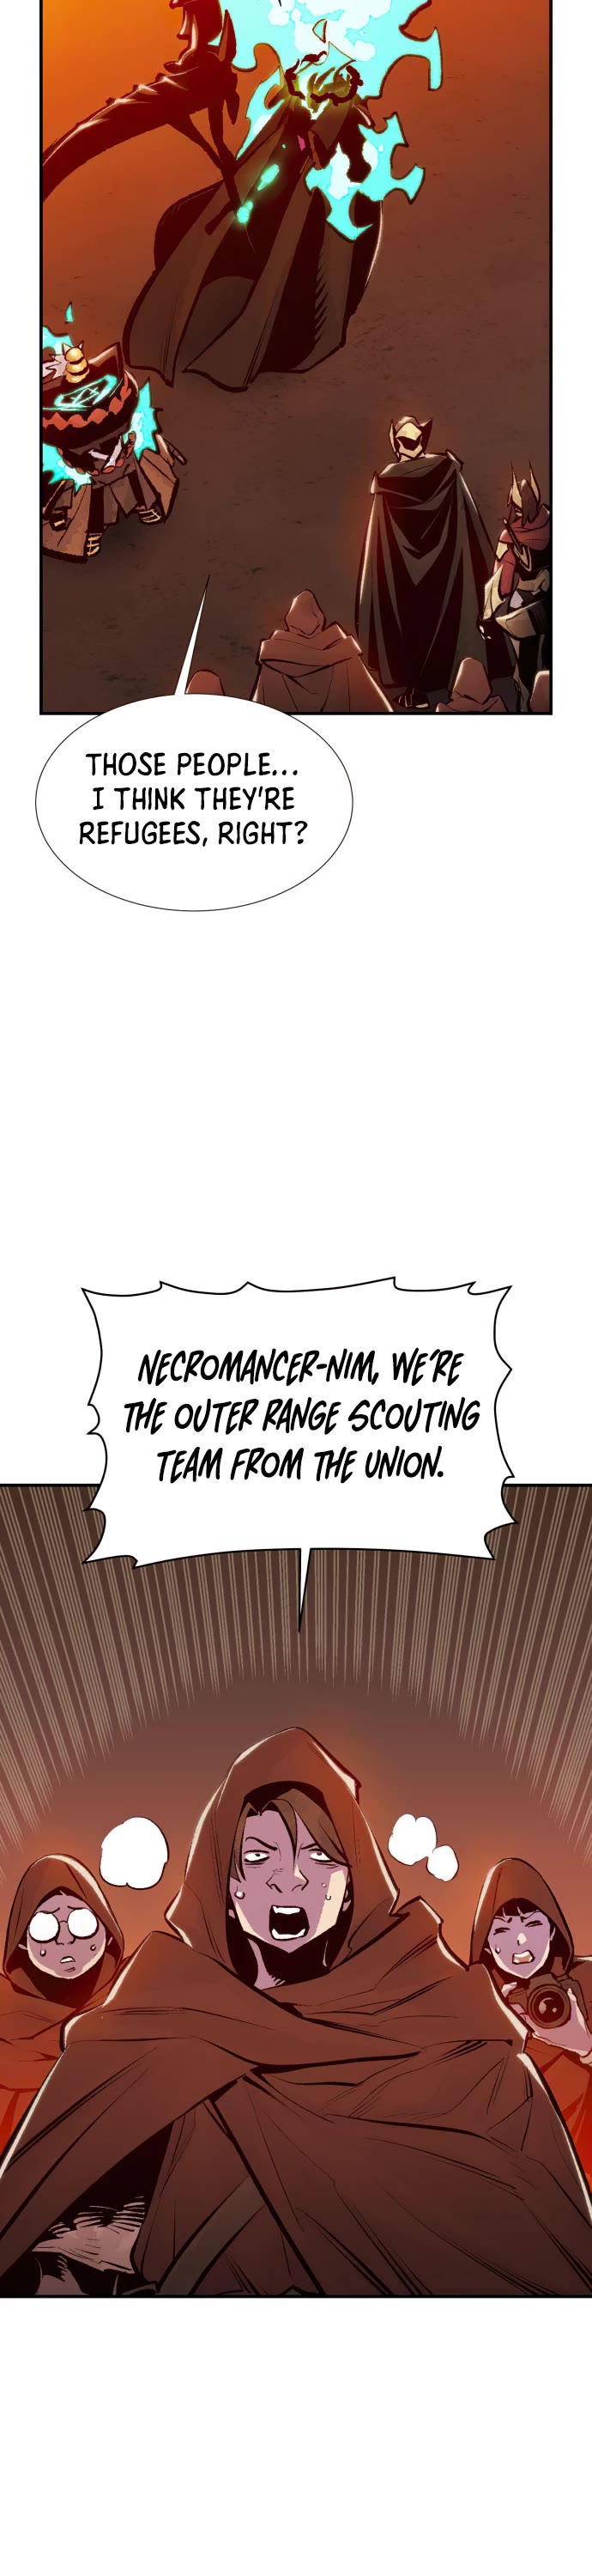 THOSE PEOPLE...
I THINK THEY'RE
REFUGEES, RIGHT?
NECROMANCER-NIM, WE'RE
THE OUTER RANGE SCOUTING
TEAM FROM THE UNION.